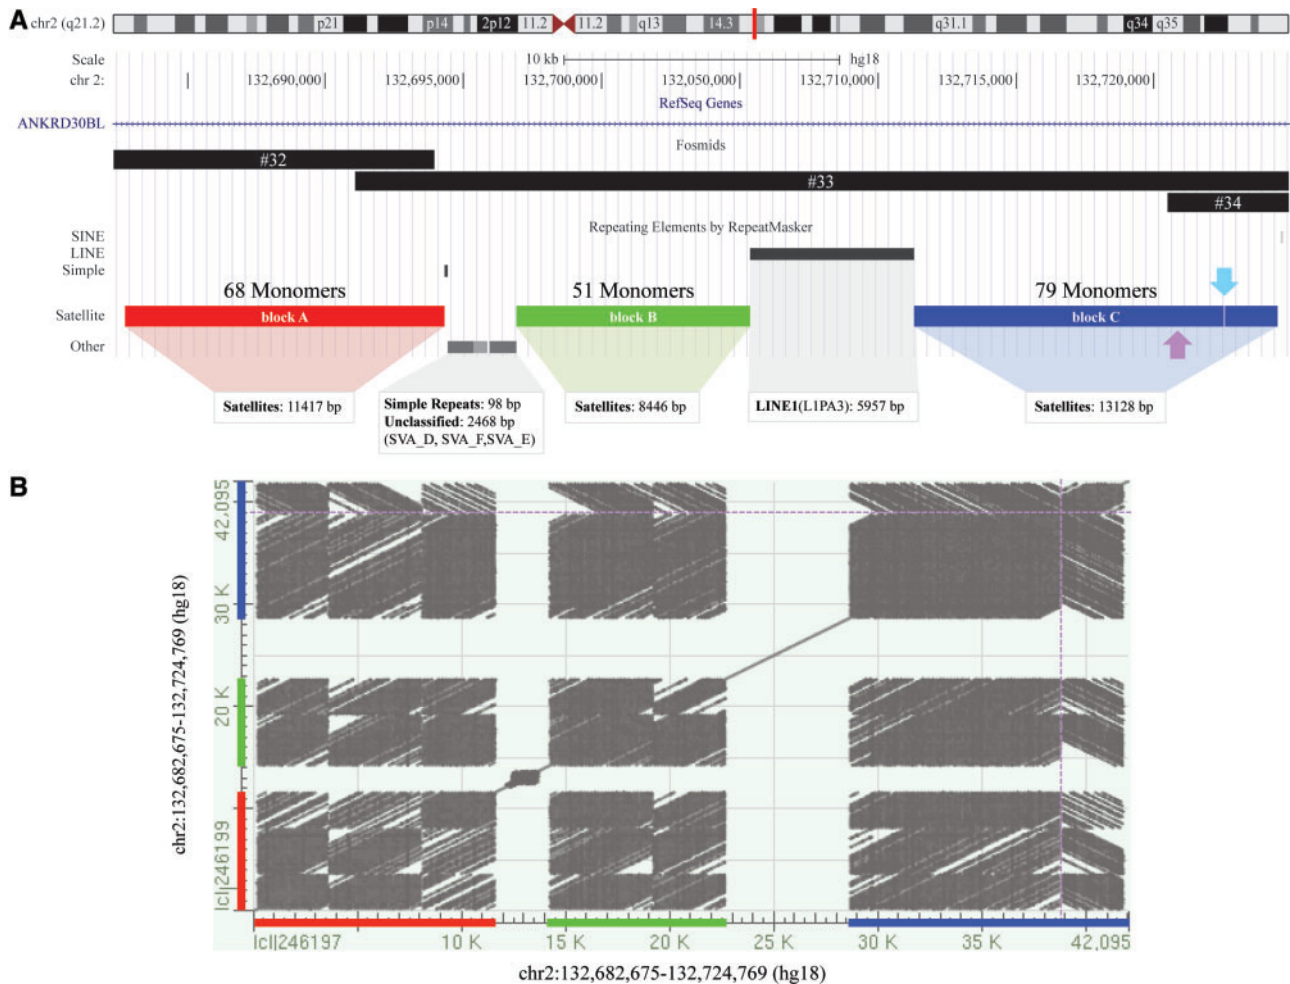 A
chr2 (q21.2) p21 p14 2p12 11.2 11.2 q13 14.3 q31.1 q34 q35
Scale 10 kb hg18
chr 2: 132,690,000 132,695,000 132,700,000 132,050,000 132,710,000 132,715,000 132,720,000
RefSeq Genes
ANKRD30BL
Fosmids
#32
#33
#34
Repeating Elements by RepeatMasker
SINE
LINE
Simple
68 Monomers 51 Monomers 79 Monomers
Satellite block A block B block C
Other
Satellites: 11417 bp
Simple Repeats: 98 bp
Unclassified: 2468 bp
(SVA_D, SVA_F,SVA_E)
Satellites: 8446 bp
LINE1(L1PA3): 5957 bp
Satellites: 13128 bp
B
chr2:132,682,675-132,724,769 (hg18)
lcl|246199 20 K 30 K 42,095
lcl|246197 10 K 15 K 20 K 25 K 30 K 35 K 42,095
chr2:132,682,675-132,724,769 (hg18)